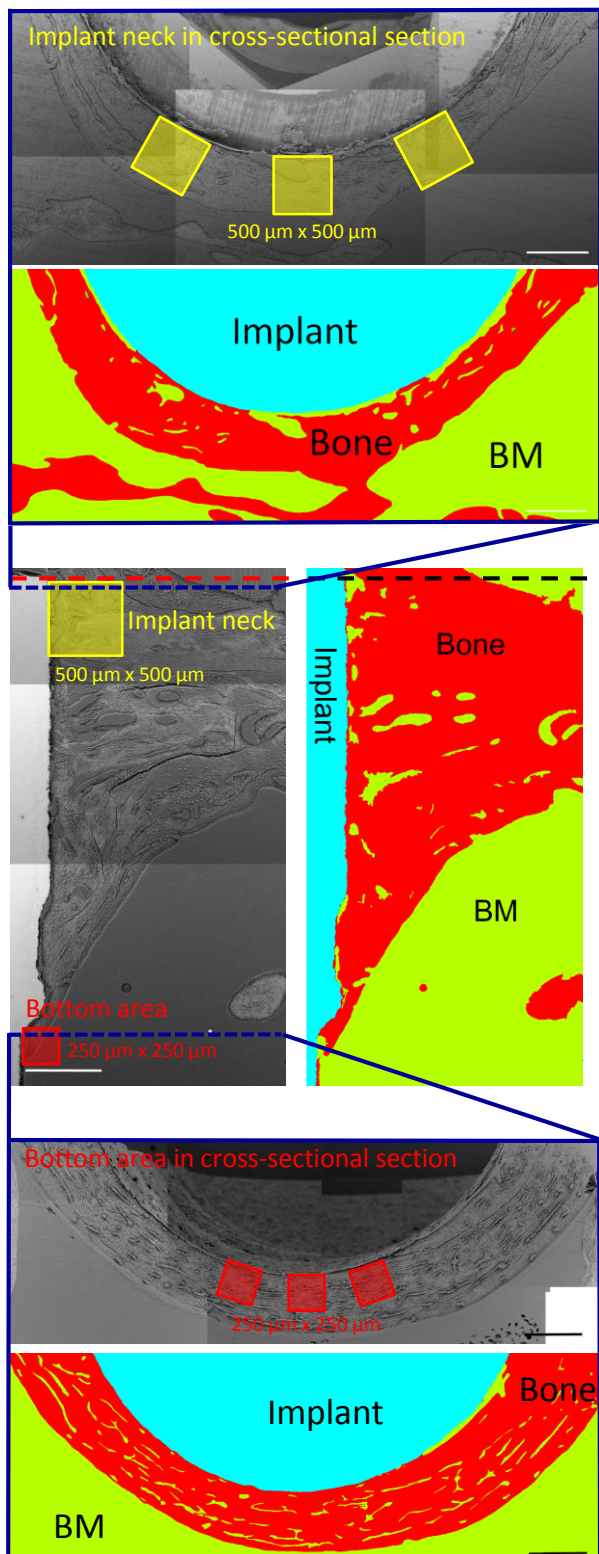 Implant neck in cross-sectional section
500 µm x 500 µm
Implant
Bone
BM
Implant neck
500 µm x 500 µm
Bottom area
250 µm x 250 µm
Implant
Bone
BM
Bottom area in cross-sectional section
250 µm x 250 µm
Bone
Implant
BM